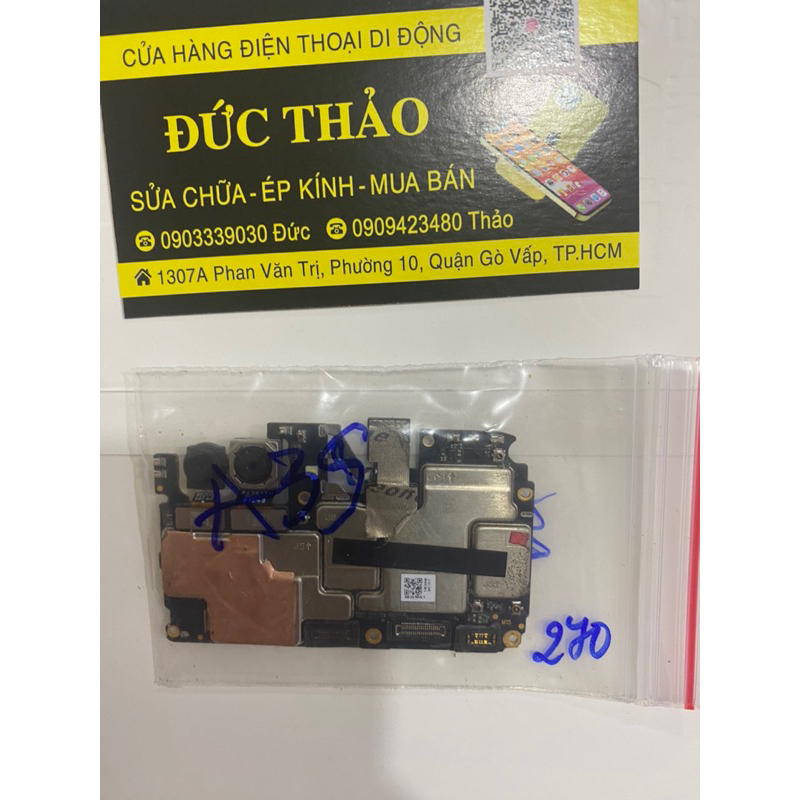 CỬA HÀNG ĐIỆN THOẠI DI ĐỘNG
ĐỨC THẢO
SỬA CHỮA - ÉP KÍNH - MUA BÁN
0903339030 Đức 0909423480 Thảo
1307A Phan Văn Trị, Phường 10, Quận Gò Vấp, TP.HCM
A3S
270